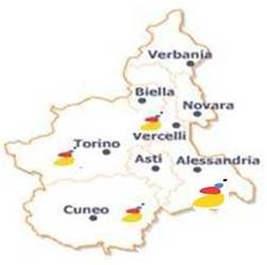 Verbania
Biella
Novara
Vercelli
Torino
Asti
Alessandria
Cuneo